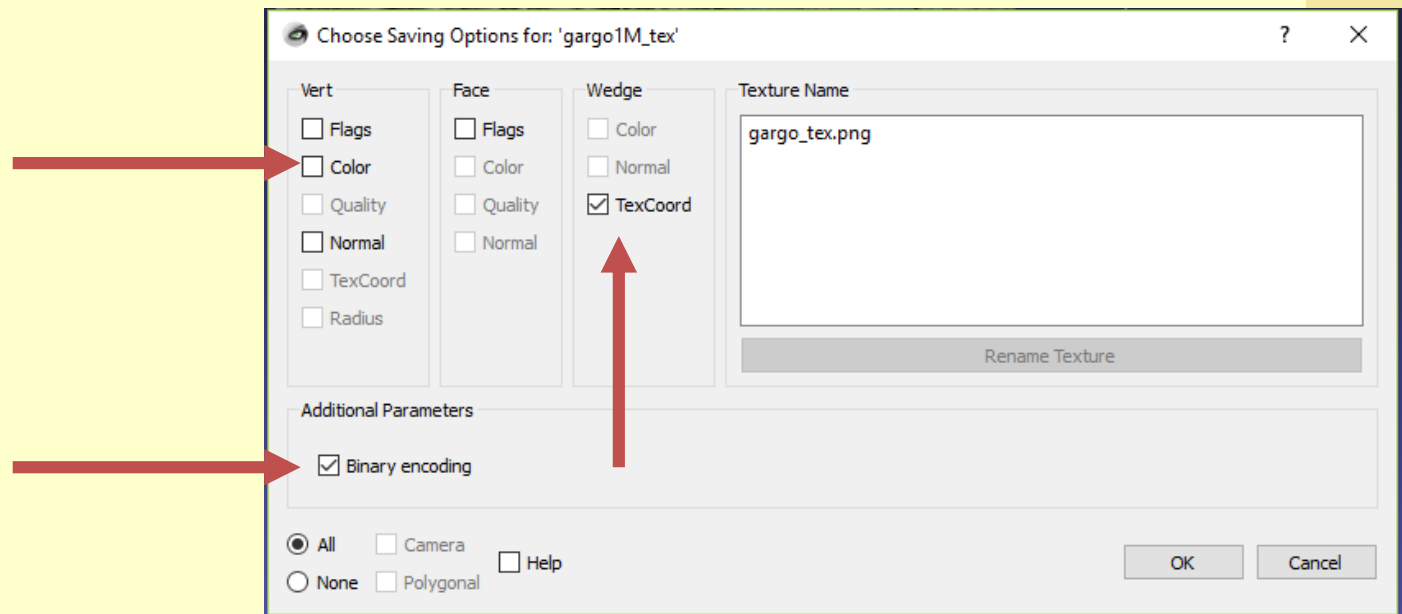 Choose Saving Options for: 'gargo1M_tex'
?
Vert
Flags
Color
Quality
Normal
TexCoord
Radius
Face
Flags
Color
Quality
Normal
Wedge
Color
Normal
TexCoord
Texture Name
gargo_tex.png
Rename Texture
Additional Parameters
Binary encoding
All
Camera
None
Polygonal
Help
OK
Cancel